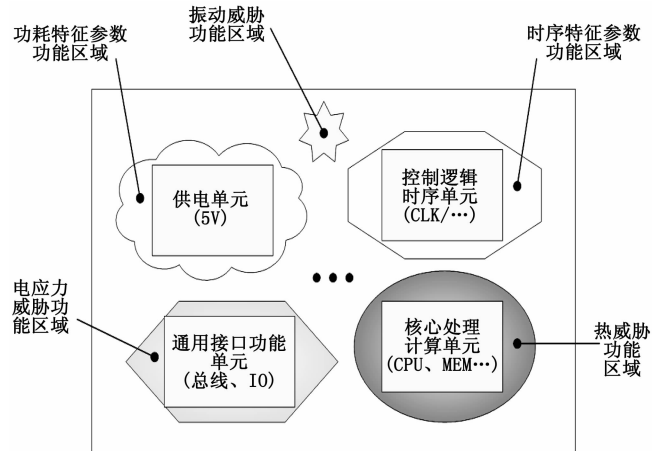 功耗特征参数
功能区域
振动威胁
功能区域
时序特征参数
功能区域
供电单元
(5V)
控制逻辑
时序单元
(CLK/…)
电应力
威胁功
能区域
通用接口功能
单元
(总线、IO)
核心处理
计算单元
(CPU、MEM…)
热威胁
功能
区域